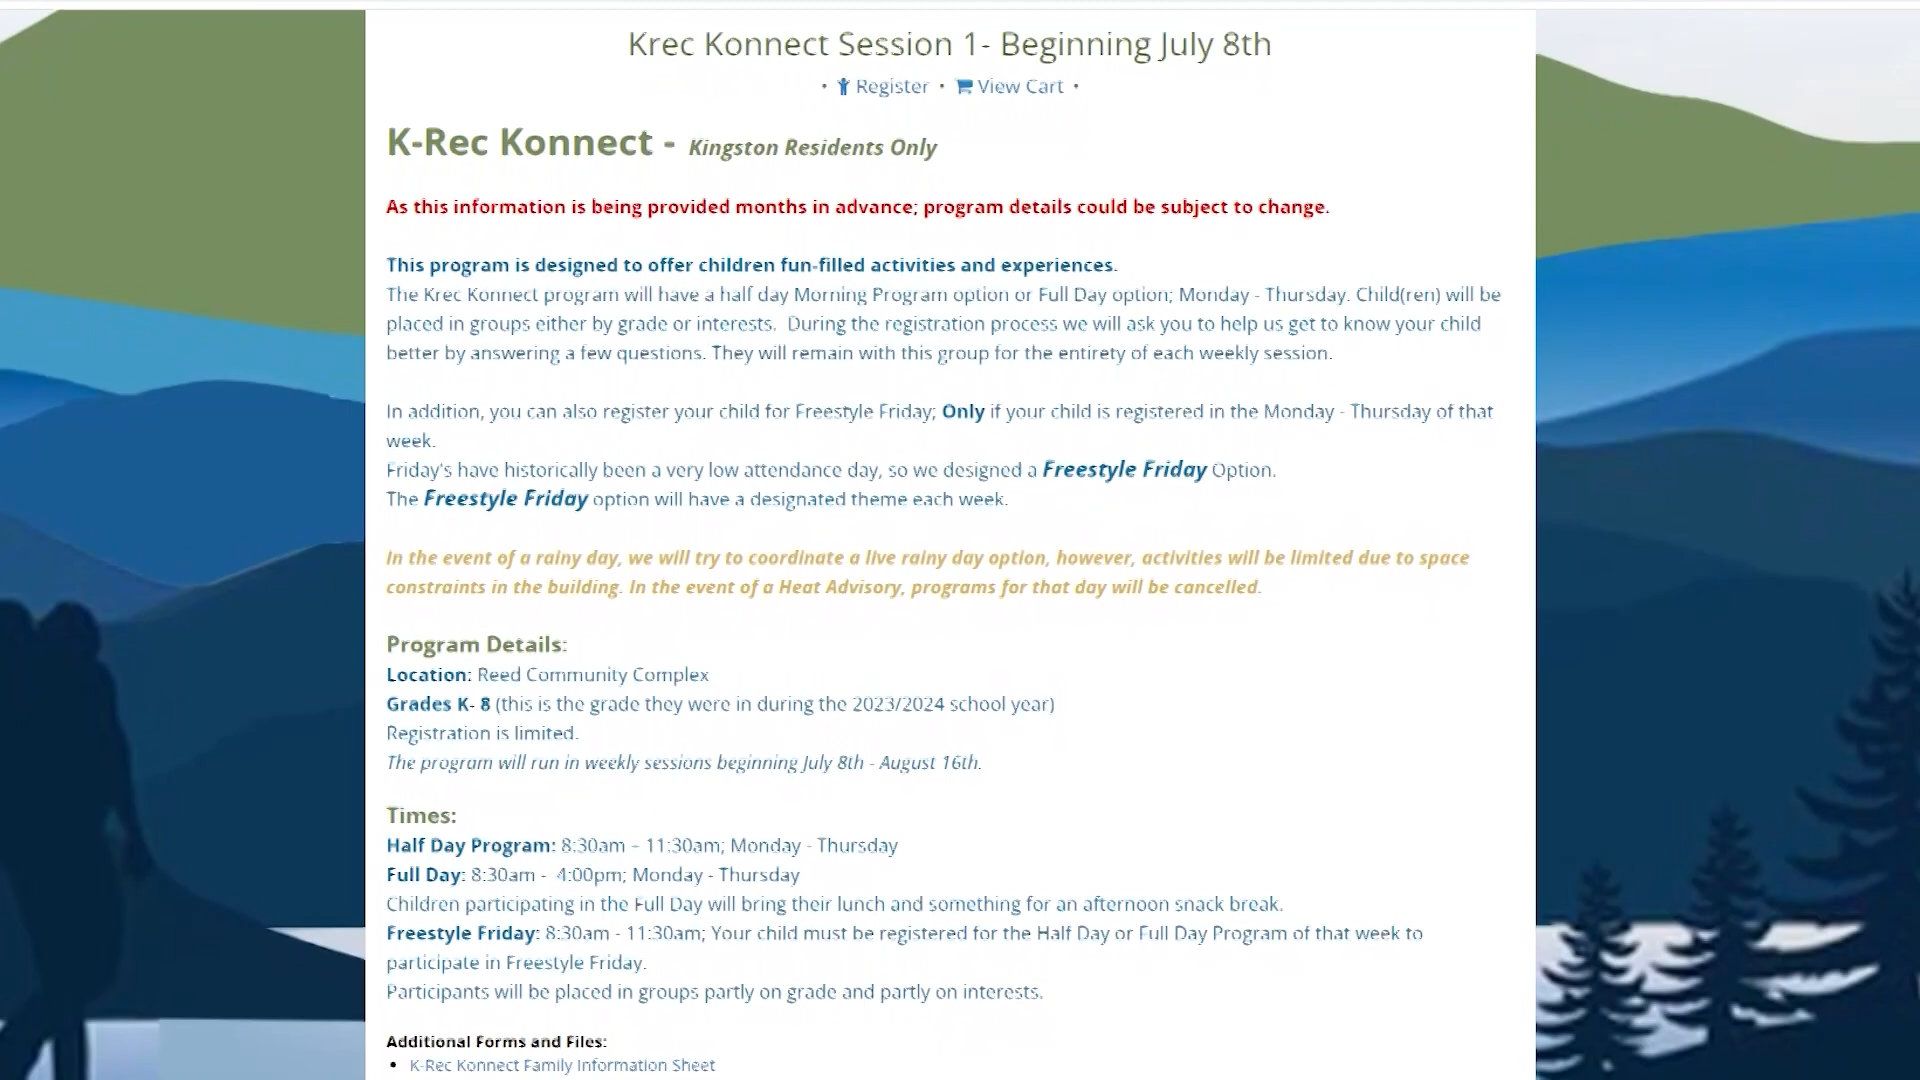 Krec Konnect Session 1- Beginning July 8th
• Register • View Cart •
K-Rec Konnect - Kingston Residents Only
As this information is being provided months in advance; program details could be subject to change.
This program is designed to offer children fun-filled activities and experiences.
The Krec Konnect program will have a half day Morning Program option or Full Day option; Monday - Thursday. Child(ren) will be
placed in groups either by grade or interests. During the registration process we will ask you to help us get to know your child
better by answering a few questions. They will remain with this group for the entirety of each weekly session.
In addition, you can also register your child for Freestyle Friday; Only if your child is registered in the Monday - Thursday of that
week.
Friday's have historically been a very low attendance day, so we designed a Freestyle Friday Option.
The Freestyle Friday option will have a designated theme each week.
In the event of a rainy day, we will try to coordinate a live rainy day option, however, activities will be limited due to space
constraints in the building. In the event of a Heat Advisory, programs for that day will be cancelled.
Program Details:
Location: Reed Community Complex
Grades K- 8 (this is the grade they were in during the 2023/2024 school year)
Registration is limited.
The program will run in weekly sessions beginning July 8th - August 16th.
Times:
Half Day Program: 8:30am – 11:30am; Monday - Thursday
Full Day: 8:30am - 4:00pm; Monday - Thursday
Children participating in the Full Day will bring their lunch and something for an afternoon snack break.
Freestyle Friday: 8:30am - 11:30am; Your child must be registered for the Half Day or Full Day Program of that week to
participate in Freestyle Friday.
Participants will be placed in groups partly on grade and partly on interests.
Additional Forms and Files:
• K-Rec Konnect Family Information Sheet